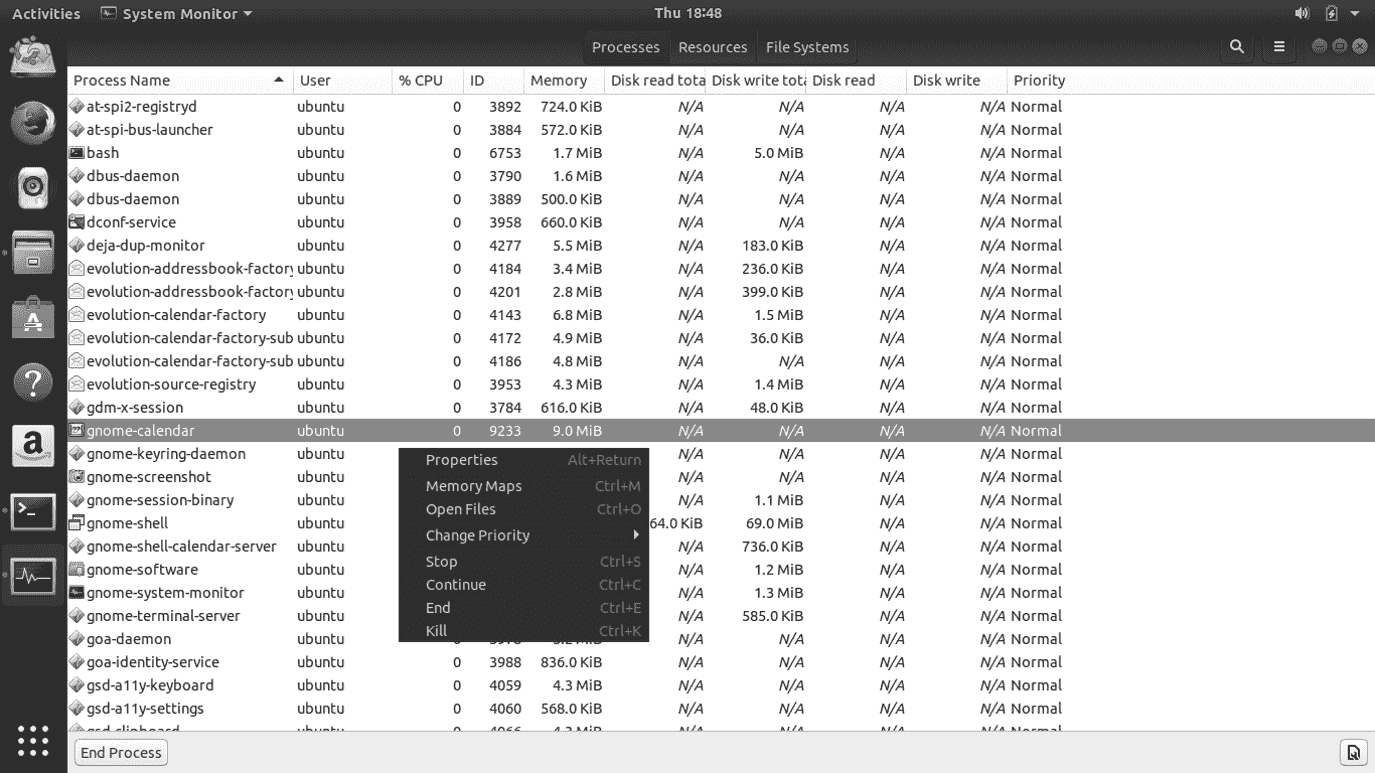 Activities System Monitor Thu 18:48
Processes Resources File Systems
Process Name User % CPU ID Memory Disk read tota Disk write tota Disk read Disk write Priority
at-spi2-registryd ubuntu 0 3892 724.0 KiB N/A N/A N/A N/A Normal
at-spi-bus-launcher ubuntu 0 3884 572.0 KiB N/A N/A N/A N/A Normal
bash ubuntu 0 6753 1.7 MiB N/A 5.0 MiB N/A N/A Normal
dbus-daemon ubuntu 0 3790 1.6 MiB N/A N/A N/A N/A Normal
dbus-daemon ubuntu 0 3889 500.0 KiB N/A N/A N/A N/A Normal
dconf-service ubuntu 0 3958 660.0 KiB N/A N/A N/A N/A Normal
deja-dup-monitor ubuntu 0 4277 5.5 MiB N/A 183.0 KiB N/A N/A Normal
evolution-addressbook-factory ubuntu 0 4184 3.4 MiB N/A 236.0 KiB N/A N/A Normal
evolution-addressbook-factory ubuntu 0 4201 2.8 MiB N/A 399.0 KiB N/A N/A Normal
evolution-calendar-factory ubuntu 0 4143 6.8 MiB N/A 1.5 MiB N/A N/A Normal
evolution-calendar-factory-sub ubuntu 0 4172 4.9 MiB N/A 36.0 KiB N/A N/A Normal
evolution-calendar-factory-sub ubuntu 0 4186 4.8 MiB N/A N/A N/A N/A Normal
evolution-source-registry ubuntu 0 3953 4.3 MiB N/A 1.4 MiB N/A N/A Normal
gdm-x-session ubuntu 0 3784 616.0 KiB N/A 48.0 KiB N/A N/A Normal
gnome-calendar ubuntu 0 9233 9.0 MiB N/A N/A N/A N/A Normal
gnome-keyring-daemon ubuntu Properties Alt+Return N/A N/A N/A N/A Normal
gnome-screenshot ubuntu Memory Maps Ctrl+M N/A N/A N/A N/A Normal
gnome-session-binary ubuntu Open Files Ctrl+O N/A 1.1 MiB N/A N/A Normal
gnome-shell ubuntu Change Priority 64.0 KiB 69.0 MiB N/A N/A Normal
gnome-shell-calendar-server ubuntu N/A 736.0 KiB N/A N/A Normal
gnome-software ubuntu Stop Ctrl+S N/A 1.2 MiB N/A N/A Normal
gnome-system-monitor ubuntu Continue Ctrl+C N/A 1.3 MiB N/A N/A Normal
gnome-terminal-server ubuntu End Ctrl+E N/A 585.0 KiB N/A N/A Normal
goa-daemon ubuntu Kill Ctrl+K N/A N/A N/A N/A Normal
goa-identity-service ubuntu 0 3988 836.0 KiB N/A N/A N/A N/A Normal
gsd-a11y-keyboard ubuntu 0 4059 4.3 MiB N/A N/A N/A N/A Normal
gsd-a11y-settings ubuntu 0 4060 568.0 KiB N/A N/A N/A N/A Normal
End Process